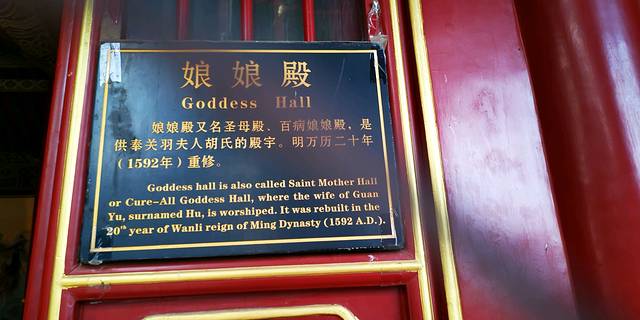 娘娘殿
Goddess Hall
娘娘殿又名圣母殿、百病娘娘殿，是
供奉关羽夫人胡氏的殿宇。明万历二十年
（1592年）重修。
Goddess hall is also called Saint Mother Hall
or Cure-All Goddess Hall, where the wife of Guan
Yu, surnamed Hu, is worshiped. It was rebuilt in the
20th year of Wanli reign of Ming Dynasty (1592 A.D.).